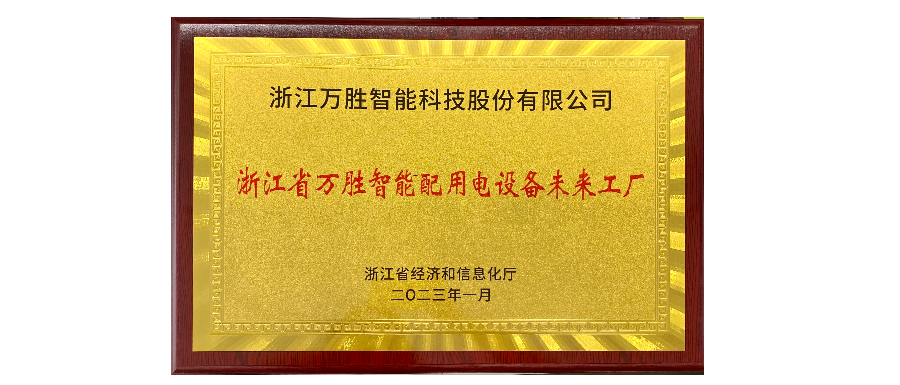 浙江万胜智能科技股份有限公司
浙江省万胜智能配用电设备未来工厂
浙江省经济和信息化厅
二〇二三年一月